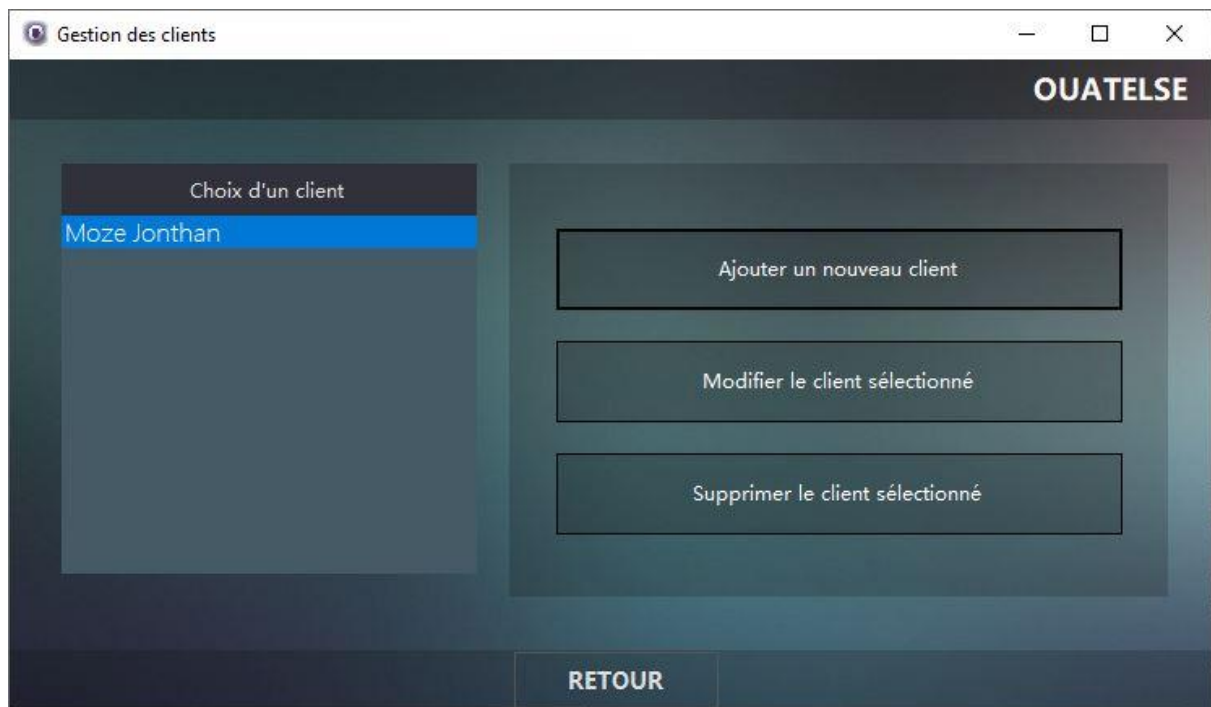 Gestion des clients
OUATELSE
Choix d'un client
Moze Jonthan
Ajouter un nouveau client
Modifier le client sélectionné
Supprimer le client sélectionné
RETOUR